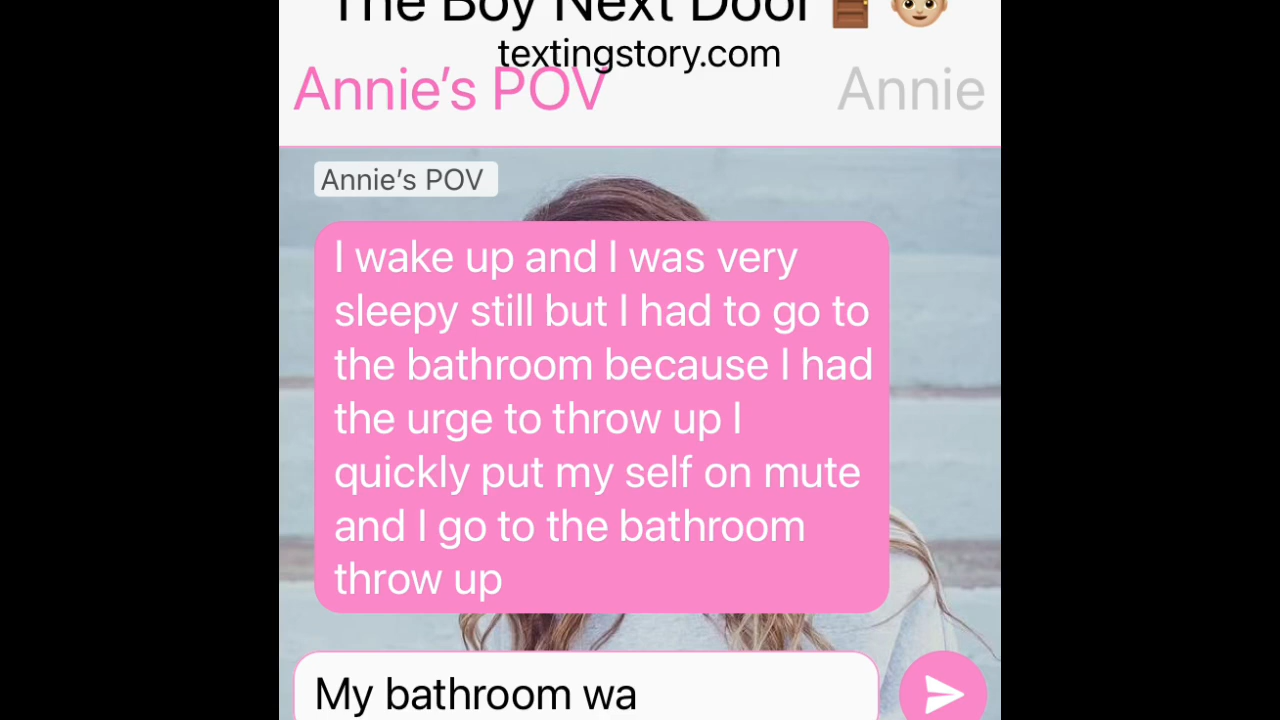 The Boy Next Door
textingstory.com
Annie's POV
Annie
Annie's POV
I wake up and I was very
sleepy still but I had to go to
the bathroom because I had
the urge to throw up I
quickly put my self on mute
and I go to the bathroom
throw up
My bathroom wa